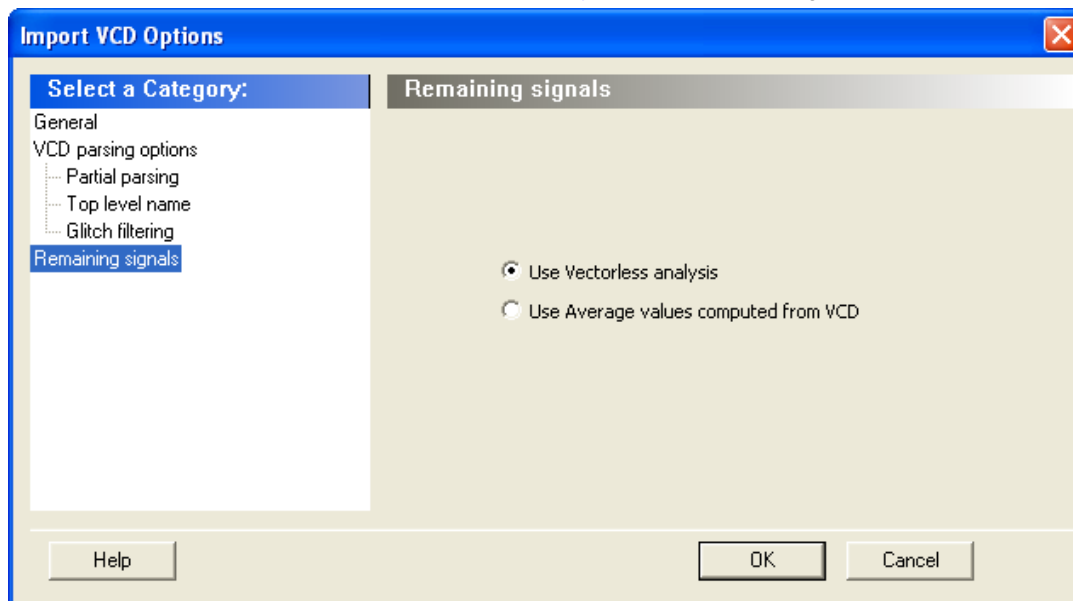 Import VCD Options
Select a Category:
General
VCD parsing options
Partial parsing
Top level name
Glitch filtering
Remaining signals
Remaining signals
Use Vectorless analysis
Use Average values computed from VCD
Help
OK
Cancel